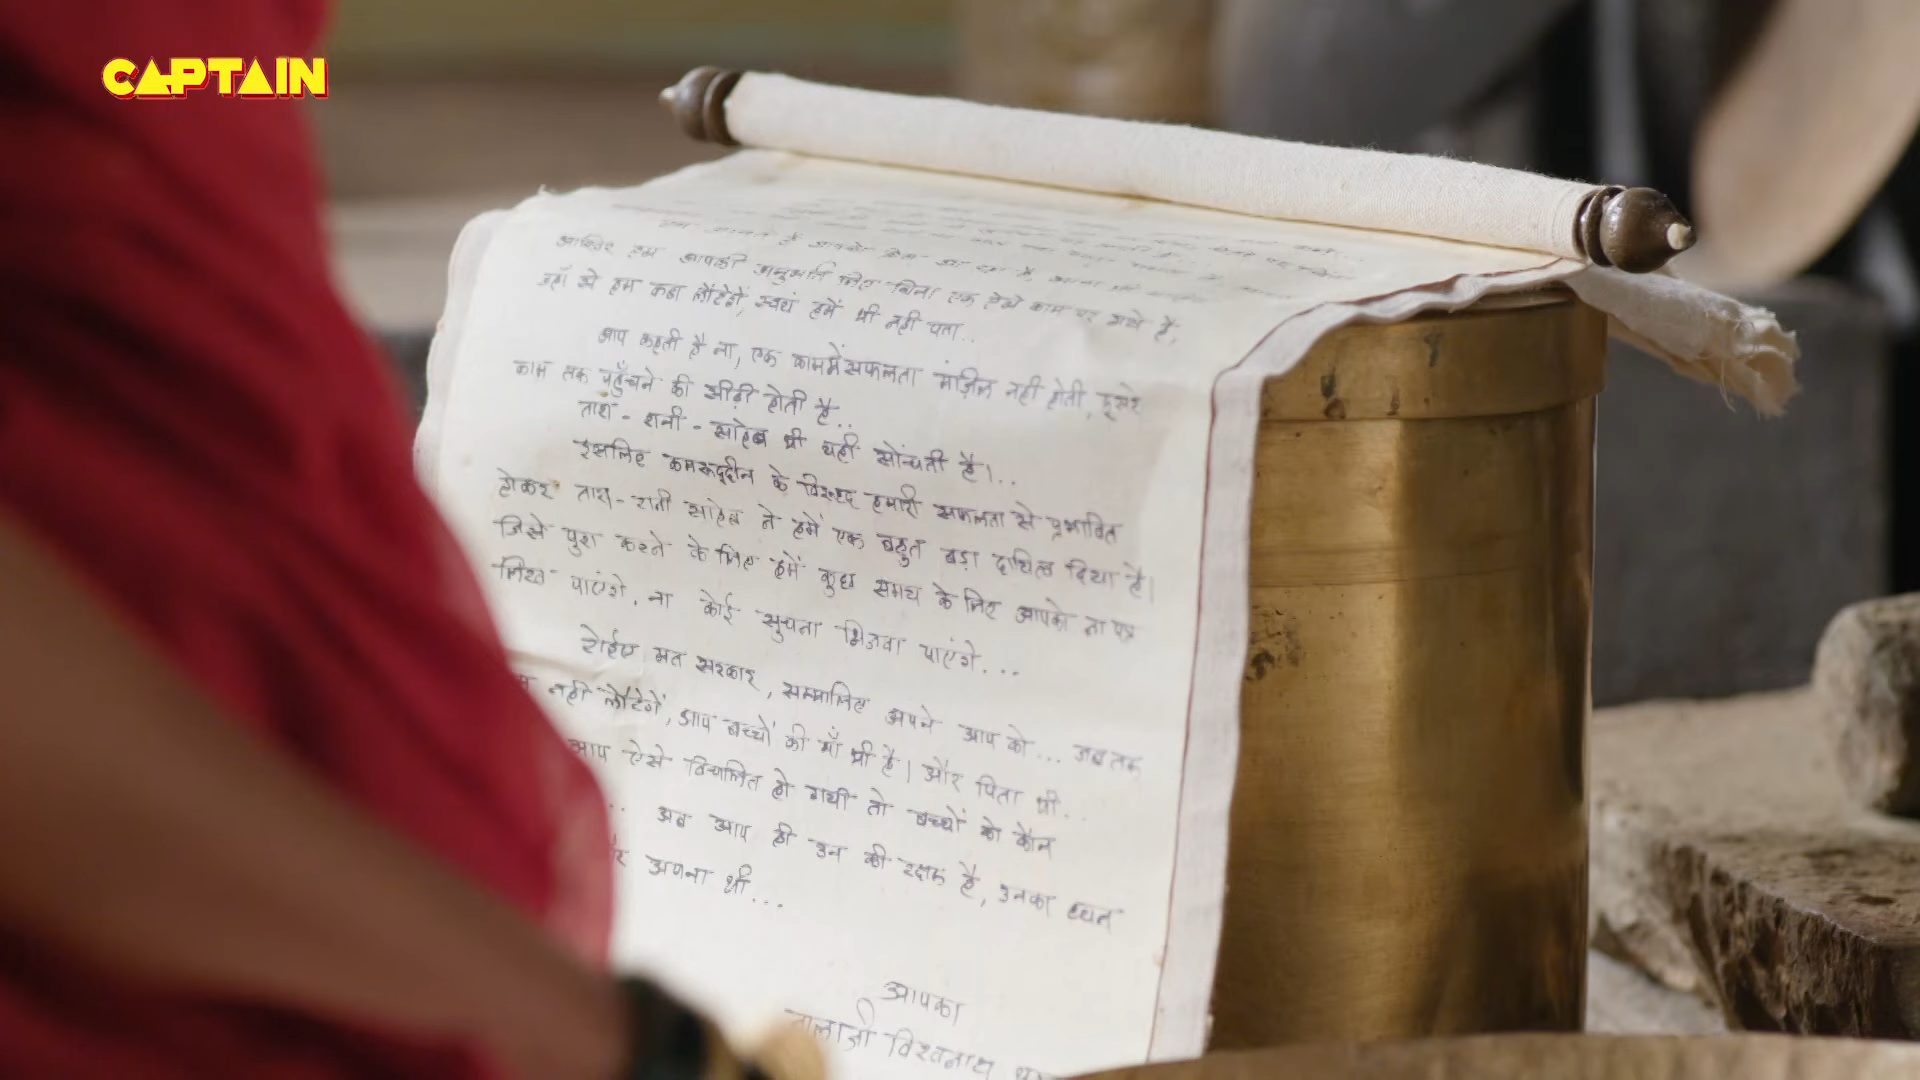 CAPTAIN
आखिर हम आपकी अनुमति लिए बिना एक ऐसे काम पर गये है,
जहाँ से हम कहा लौटेगें, स्वयं हमें भी नही पता..
आप कहती है ना, एक काममें सफलता मंज़िल नही होती, दूसरे
काम तक पहुँचने की सीढ़ी होती है..
तारा - रानी - साहेब भी यही सोंचती है।..
इसलिए कमरूद्दीन के विरूद्द हमारी सफलता से प्रभावित
होकर तारा - रानी साहेब ने हमें एक बहुत बड़ा दायित्व दिया है।
जिसे पुरा करने के लिए हमें कुछ समय के लिए आपको ना पत्र
लिख पाएंगे, ना कोई सुचना भिजवा पाएंगे...
रोईए मत सरकार, सम्भालिए अपने आप को... जब तक
नही लौटेगें, आप बच्चों की माँ भी है। और पिता भी..
आप ऐसे विचलित हो गयी तो बच्चों को कौन
.. अब आप ही उन की रक्षक है, उनका ध्यान
अपना भी...
आपका
विश्वनाथ